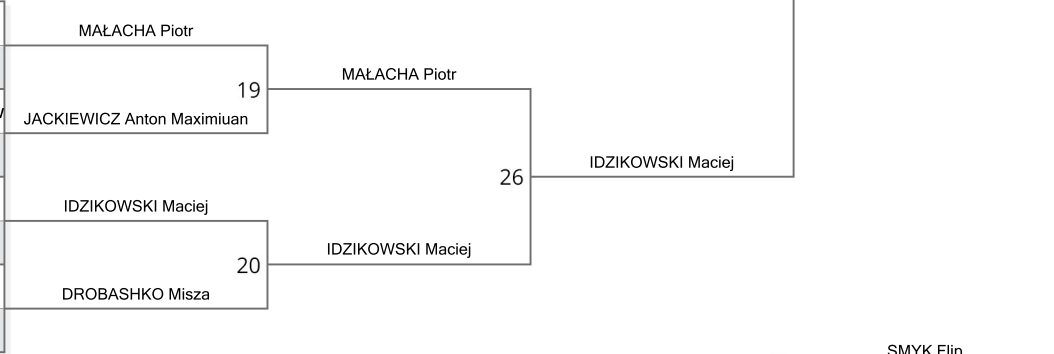 MAŁACHA Piotr
19
MAŁACHA Piotr
JACKIEWICZ Anton Maximiuan
26
IDZIKOWSKI Maciej
IDZIKOWSKI Maciej
20
IDZIKOWSKI Maciej
DROBASHKO Misza